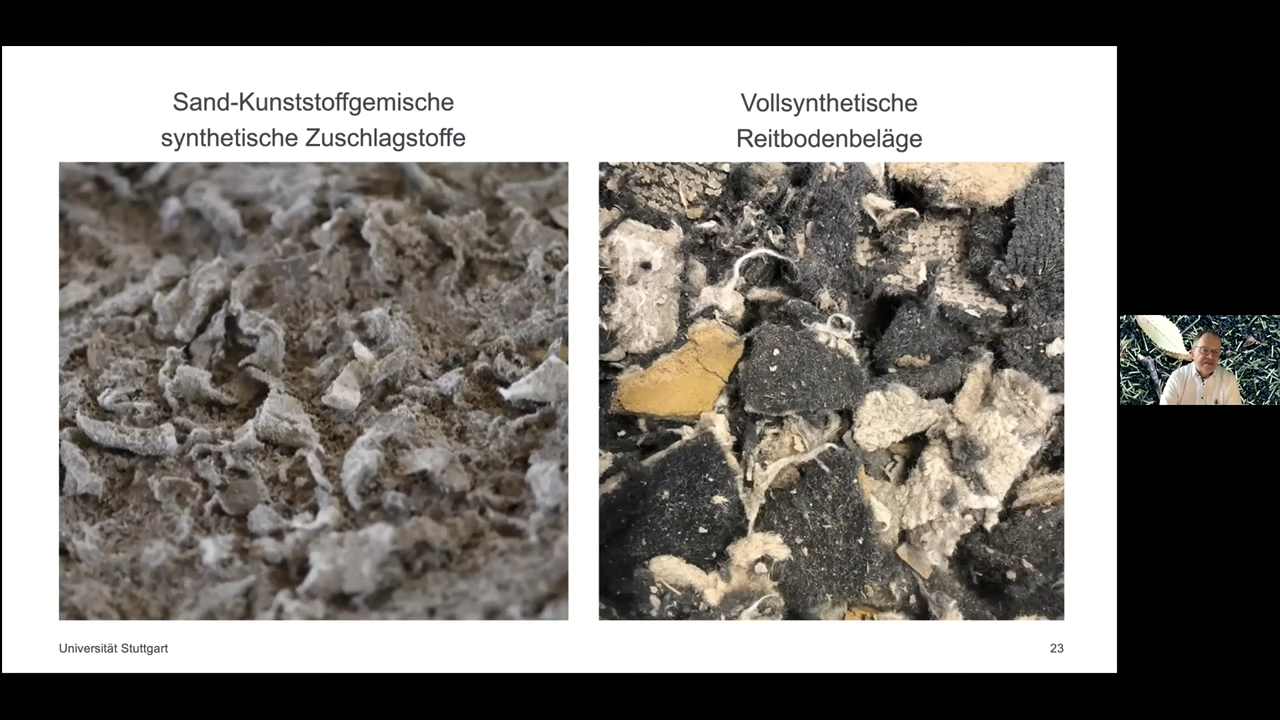 Sand-Kunststoffgemische
synthetische Zuschlagstoffe
Vollsynthetische
Reitbodenbeläge
Universität Stuttgart
23